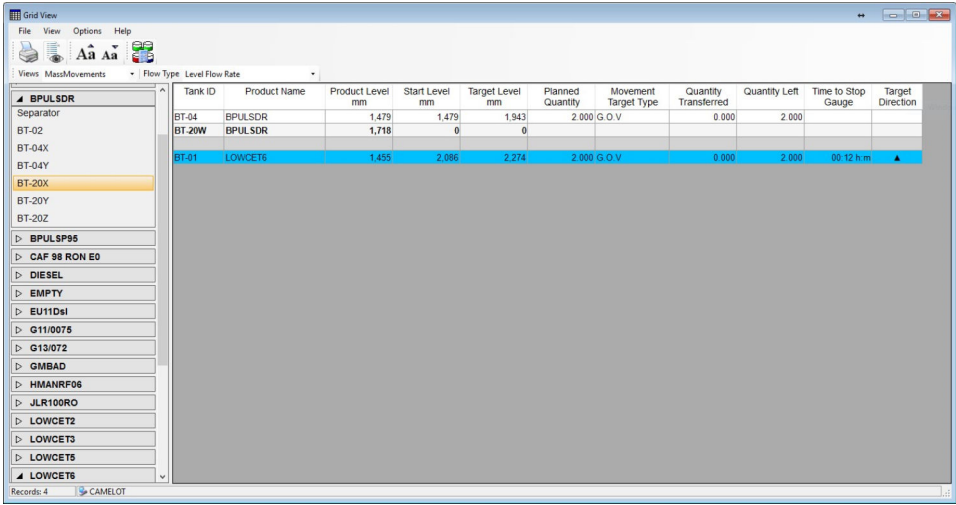 Grid View
File View Options Help
Aa Aa
Views MassMovements Flow Type Level Flow Rate
BPULSDR
Separator
BT-02
BT-04X
BT-04Y
BT-20X
BT-20Y
BT-20Z
BPULSP95
CAF 98 RON E0
DIESEL
EMPTY
EU11Dsl
G11/0075
G13/072
GMBAD
HMANRF06
JLR100RO
LOWCET2
LOWCET3
LOWCET5
LOWCET6
Tank ID Product Name Product Level mm Start Level mm Target Level mm Planned Quantity Movement Target Type Quantity Transferred Quantity Left Time to Stop Gauge Target Direction
BT-04 BPULSDR 1,479 1,479 1,943 2.000 G.O.V 0.000 2.000
BT-20W BPULSDR 1,718 0 0
BT-01 LOWCET6 1,455 2,086 2,274 2.000 G.O.V 0.000 2.000 00:12 h:m ▲
Records: 4 CAMELOT